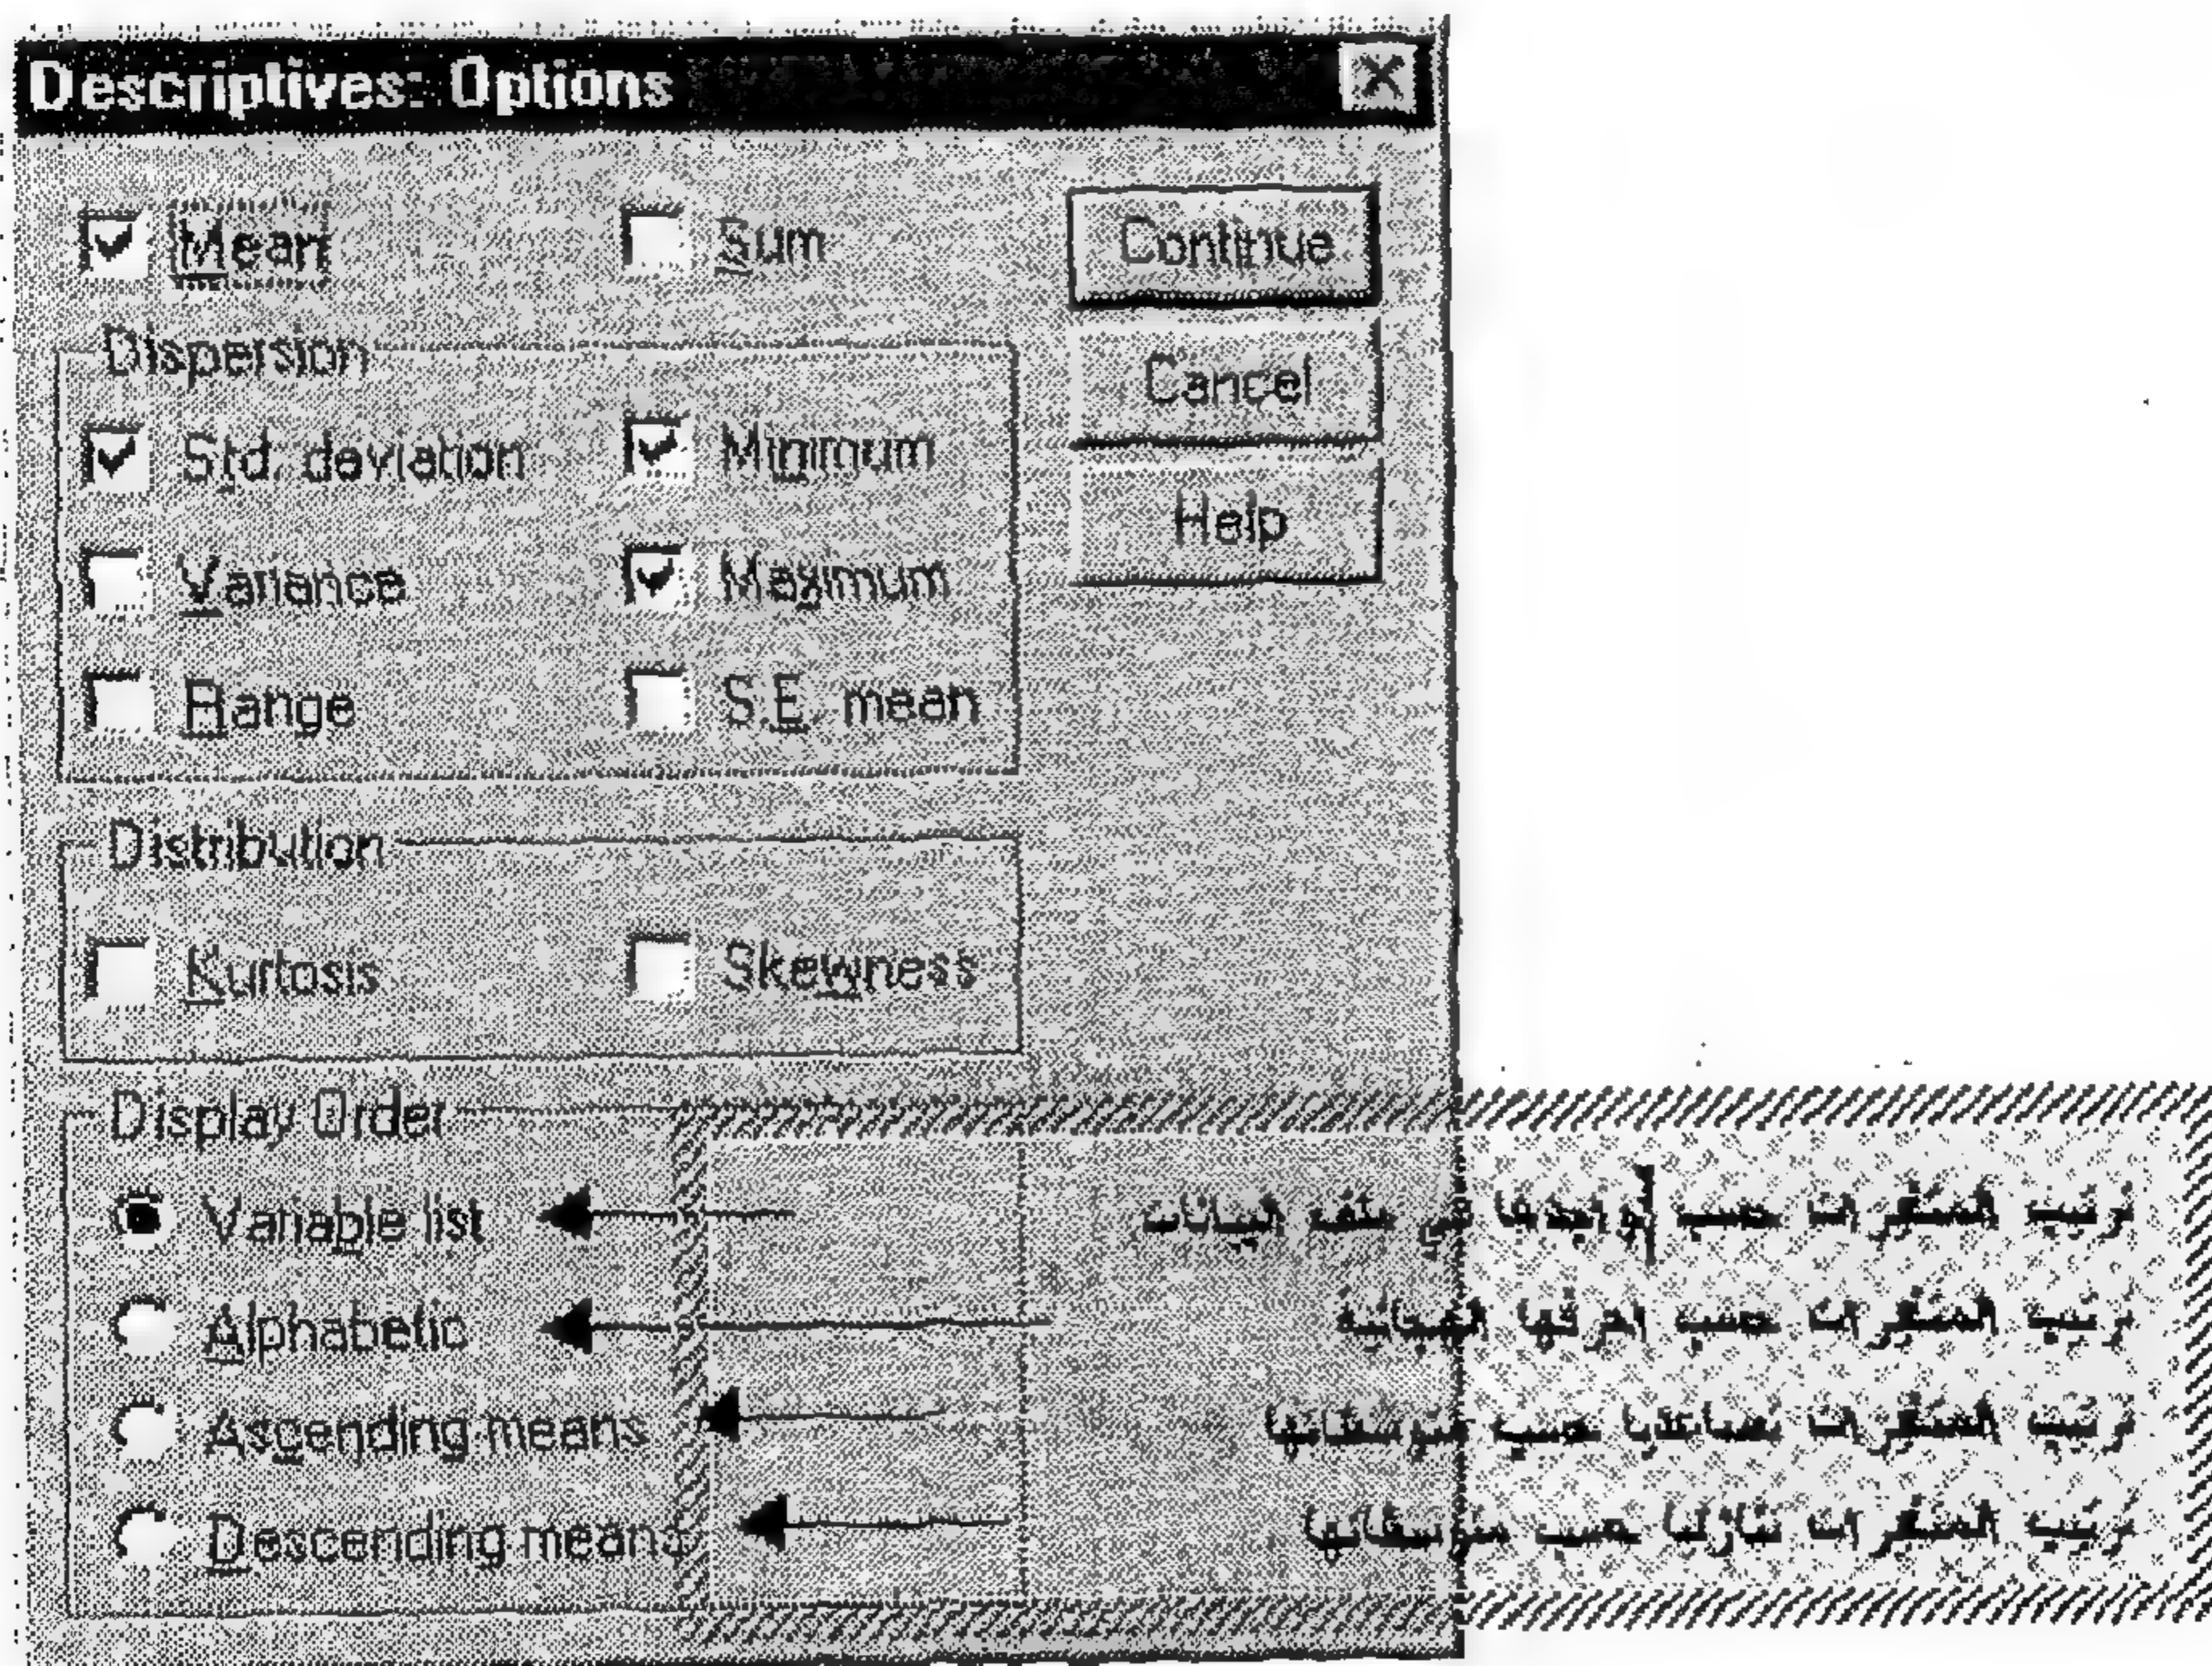 Descriptives: Options
Mean Sum Continue
Dispersion Cancel
Std. deviation Minimum Help
Variance Maximum
Range S.E. mean
Distribution
Kurtosis Skewness
Display Order
Variable list ترتيب المتغيرات حسب تواجدها في ملف البيانات
Alphabetic ترتيب المتغيرات حسب احرفها الهجائية
Ascending means ترتيب المتغيرات تصاعديا حسب متوسطاتها
Descending means ترتيب المتغيرات تنازليا حسب متوسطاتها